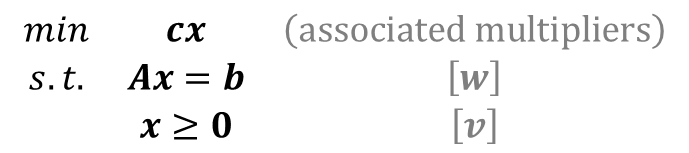 min cx (associated multipliers)
s.t. Ax = b [w]
x ≥ 0 [v]